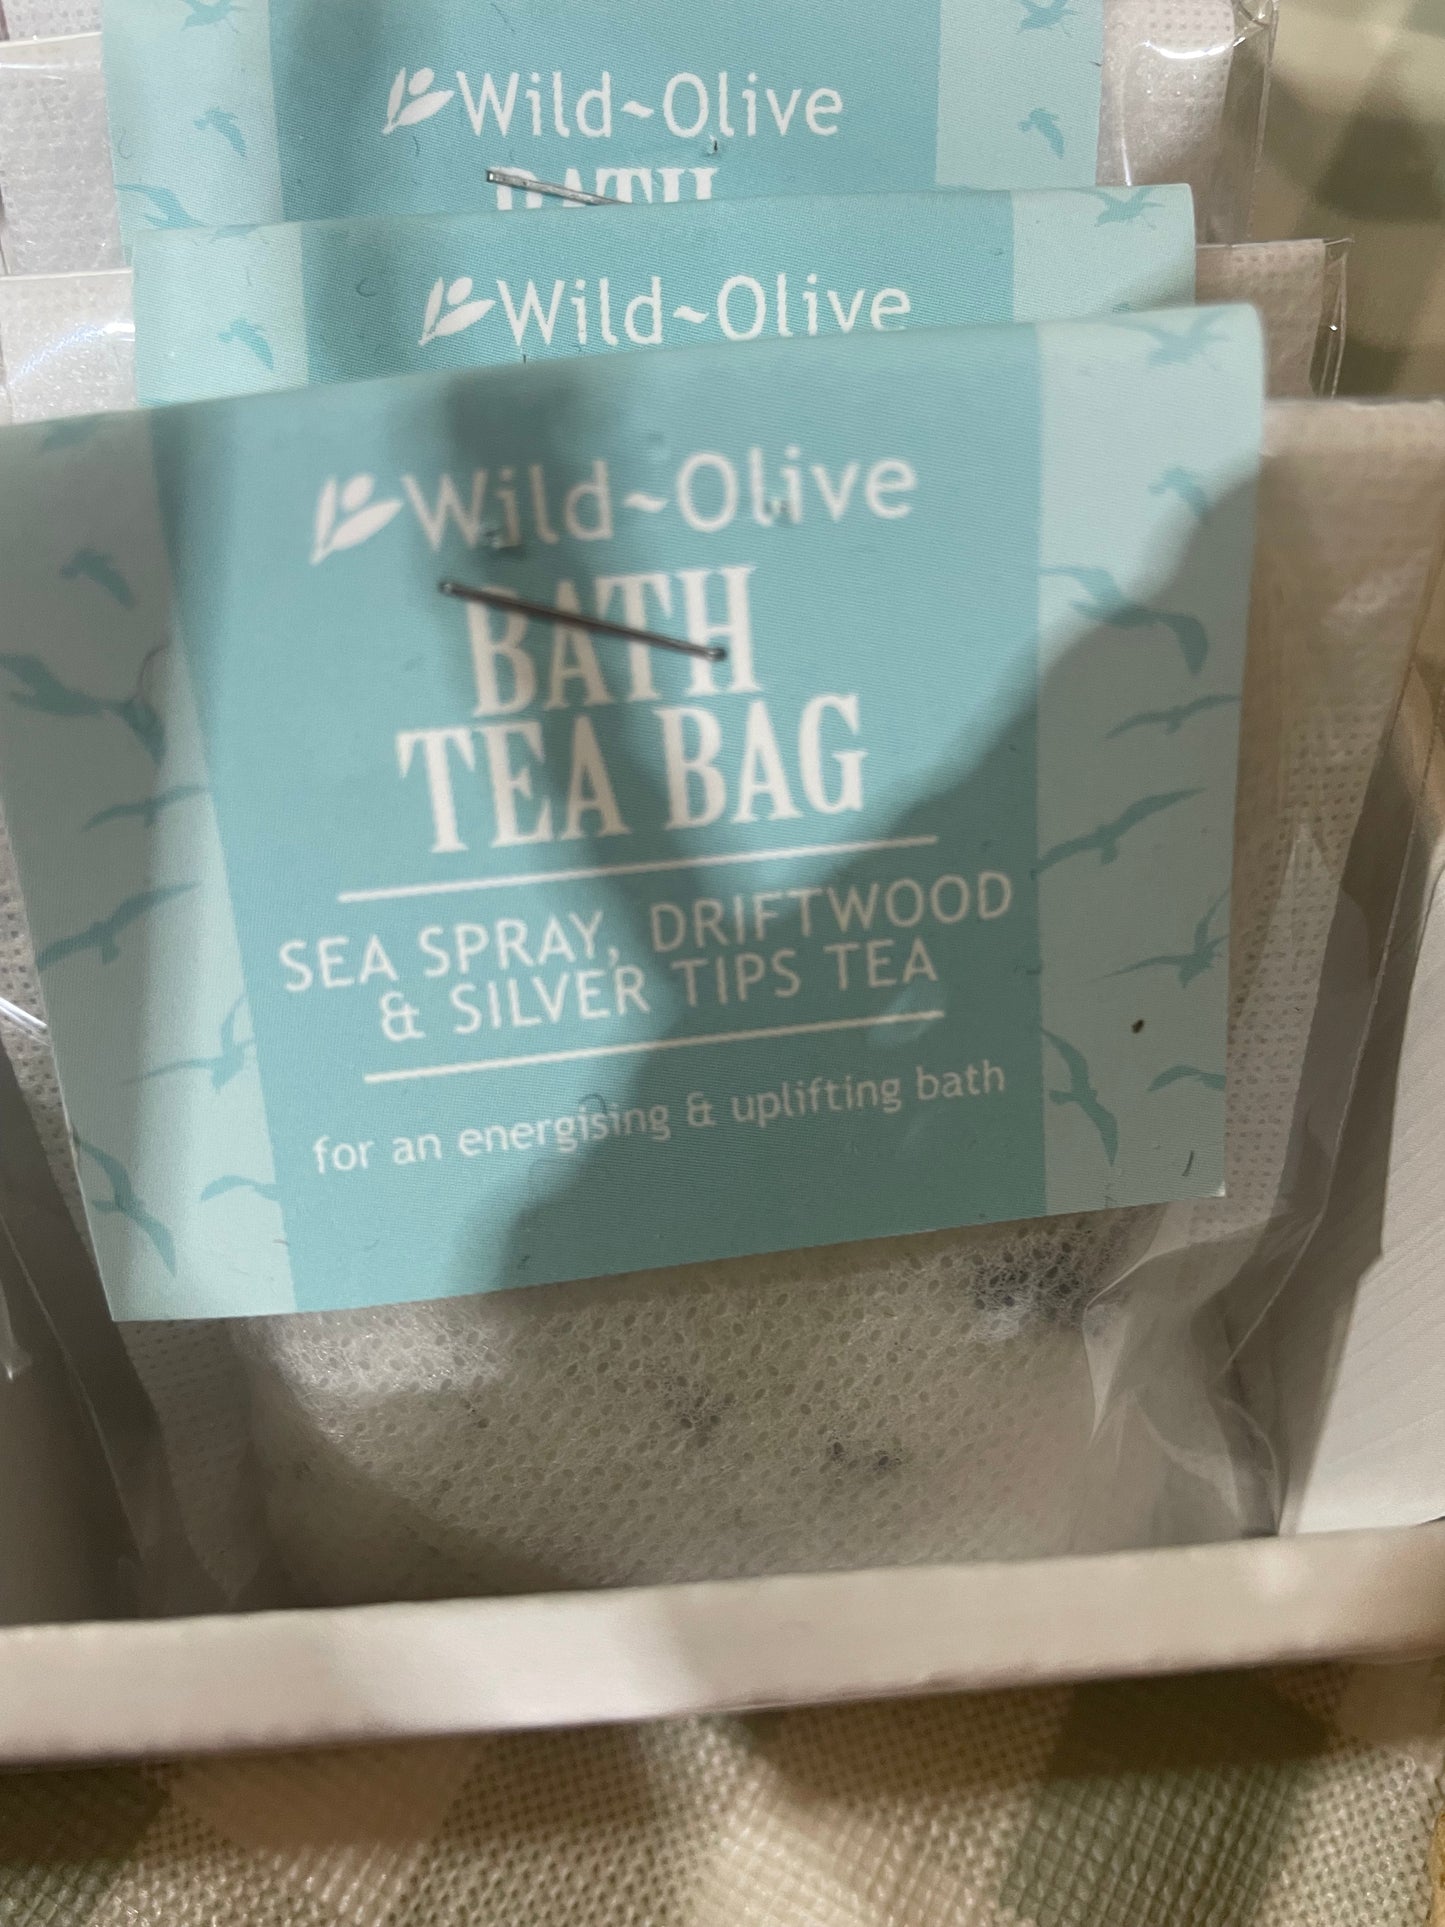 Wild~Olive
BATH
Wild~Olive
Wild~Olive
BATH
TEA BAG
SEA SPRAY, DRIFTWOOD
& SILVER TIPS TEA
for an energising & uplifting bath